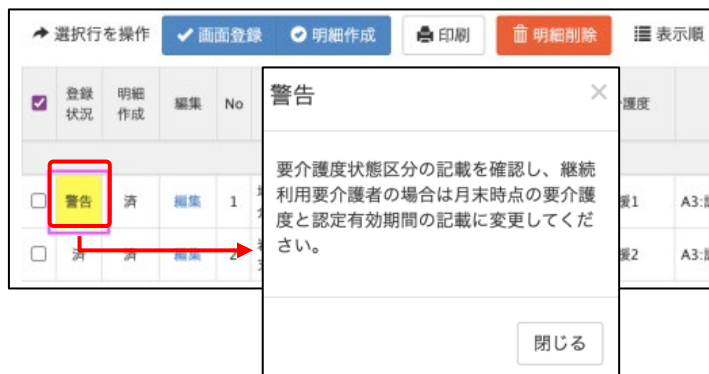 選択行を操作 画面登録 明細作成 印刷 明細削除 表示順
登録状況 明細作成 編集 No 護度
警告 済 編集 1 援1 A3:
済 済 編集 2 援2 A3:
警告 ×
要介護度状態区分の記載を確認し、継続
利用要介護者の場合は月末時点の要介護
度と認定有効期間の記載に変更してくだ
さい。
閉じる